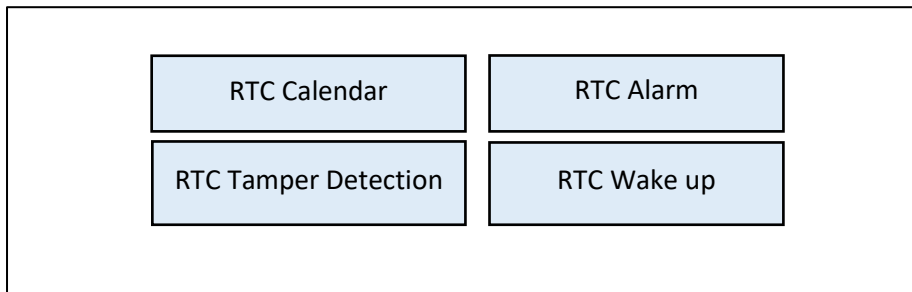 RTC Calendar
RTC Alarm
RTC Tamper Detection
RTC Wake up